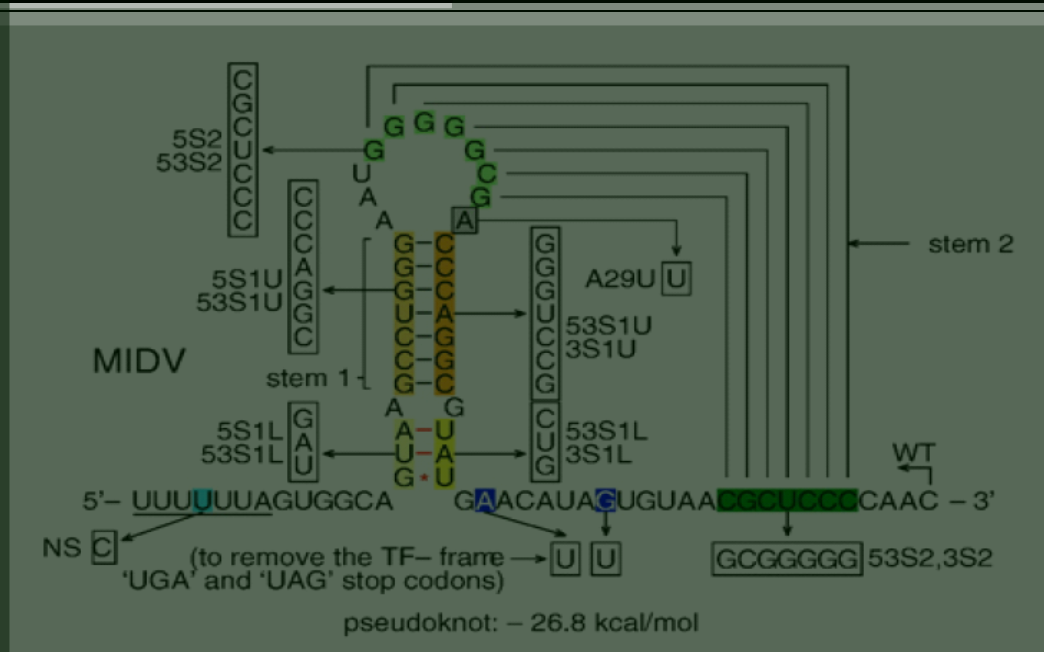 C
G
C
U
C
C
C
5S2
53S2
G G G G G C G
U
A
A
A
C
C
C
A
G
G
C
5S1U
53S1U
G–C
G–C
G–C
U–A
C–G
C–G
G–C
stem 1
G
G
G
U
C
C
G
53S1U
3S1U
A29U U
stem 2
MIDV
A G
A–U
U–A
G*U
G
A
U
5S1L
53S1L
C
U
G
53S1L
3S1L
WT
5'– UUUUUUAGUGGCA GAACAUAGUGUAACGCUCCCCAAC – 3'
NS C
(to remove the TF– frame U U
'UGA' and 'UAG' stop codons)
GCGGGGG 53S2,3S2
pseudoknot: – 26.8 kcal/mol